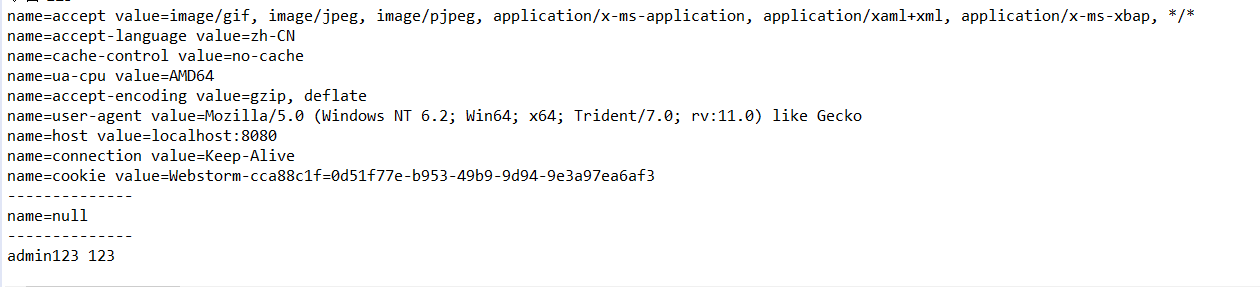 name=accept value=image/gif, image/jpeg, image/pjpeg, application/x-ms-application, application/xaml+xml, application/x-ms-xbap, */*
name=accept-language value=zh-CN
name=cache-control value=no-cache
name=ua-cpu value=AMD64
name=accept-encoding value=gzip, deflate
name=user-agent value=Mozilla/5.0 (Windows NT 6.2; Win64; x64; Trident/7.0; rv:11.0) like Gecko
name=host value=localhost:8080
name=connection value=Keep-Alive
name=cookie value=Webstorm-cca88c1f=0d51f77e-b953-49b9-9d94-9e3a97ea6af3
--------------
name=null
--------------
admin123 123